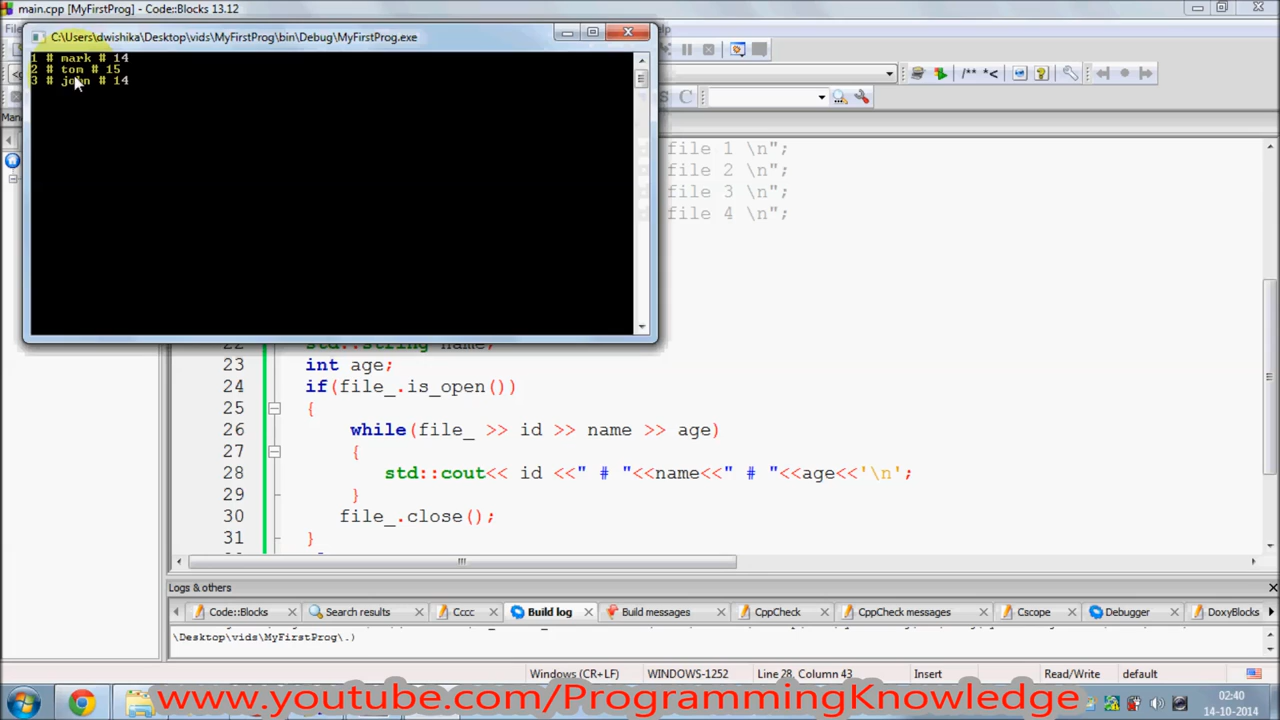 main.cpp [MyFirstProg] - Code::Blocks 13.12
C:\Users\dwishika\Desktop\vids\MyFirstProg\bin\Debug\MyFirstProg.exe
1 # mark # 14
2 # tom # 15
3 # john # 14
/** *<
S C
file 1 \n";
file 2 \n";
file 3 \n";
file 4 \n";
22 std::string name;
23 int age;
24 if(file_.is_open())
25 {
26 while(file_ >> id >> name >> age)
27 {
28 std::cout<< id <<" # "<<name<<" # "<<age<<'\n';
29 }
30 file_.close();
31 }
Logs & others
Code::Blocks Search results Cccc Build log Build messages CppCheck CppCheck messages Cscope Debugger DoxyBlocks
\Desktop\vids\MyFirstProg\.)
Windows (CR+LF) WINDOWS-1252 Line 28, Column 43 Insert Read/Write default
www.youtube.com/ProgrammingKnowledge
02:40
14-10-2014